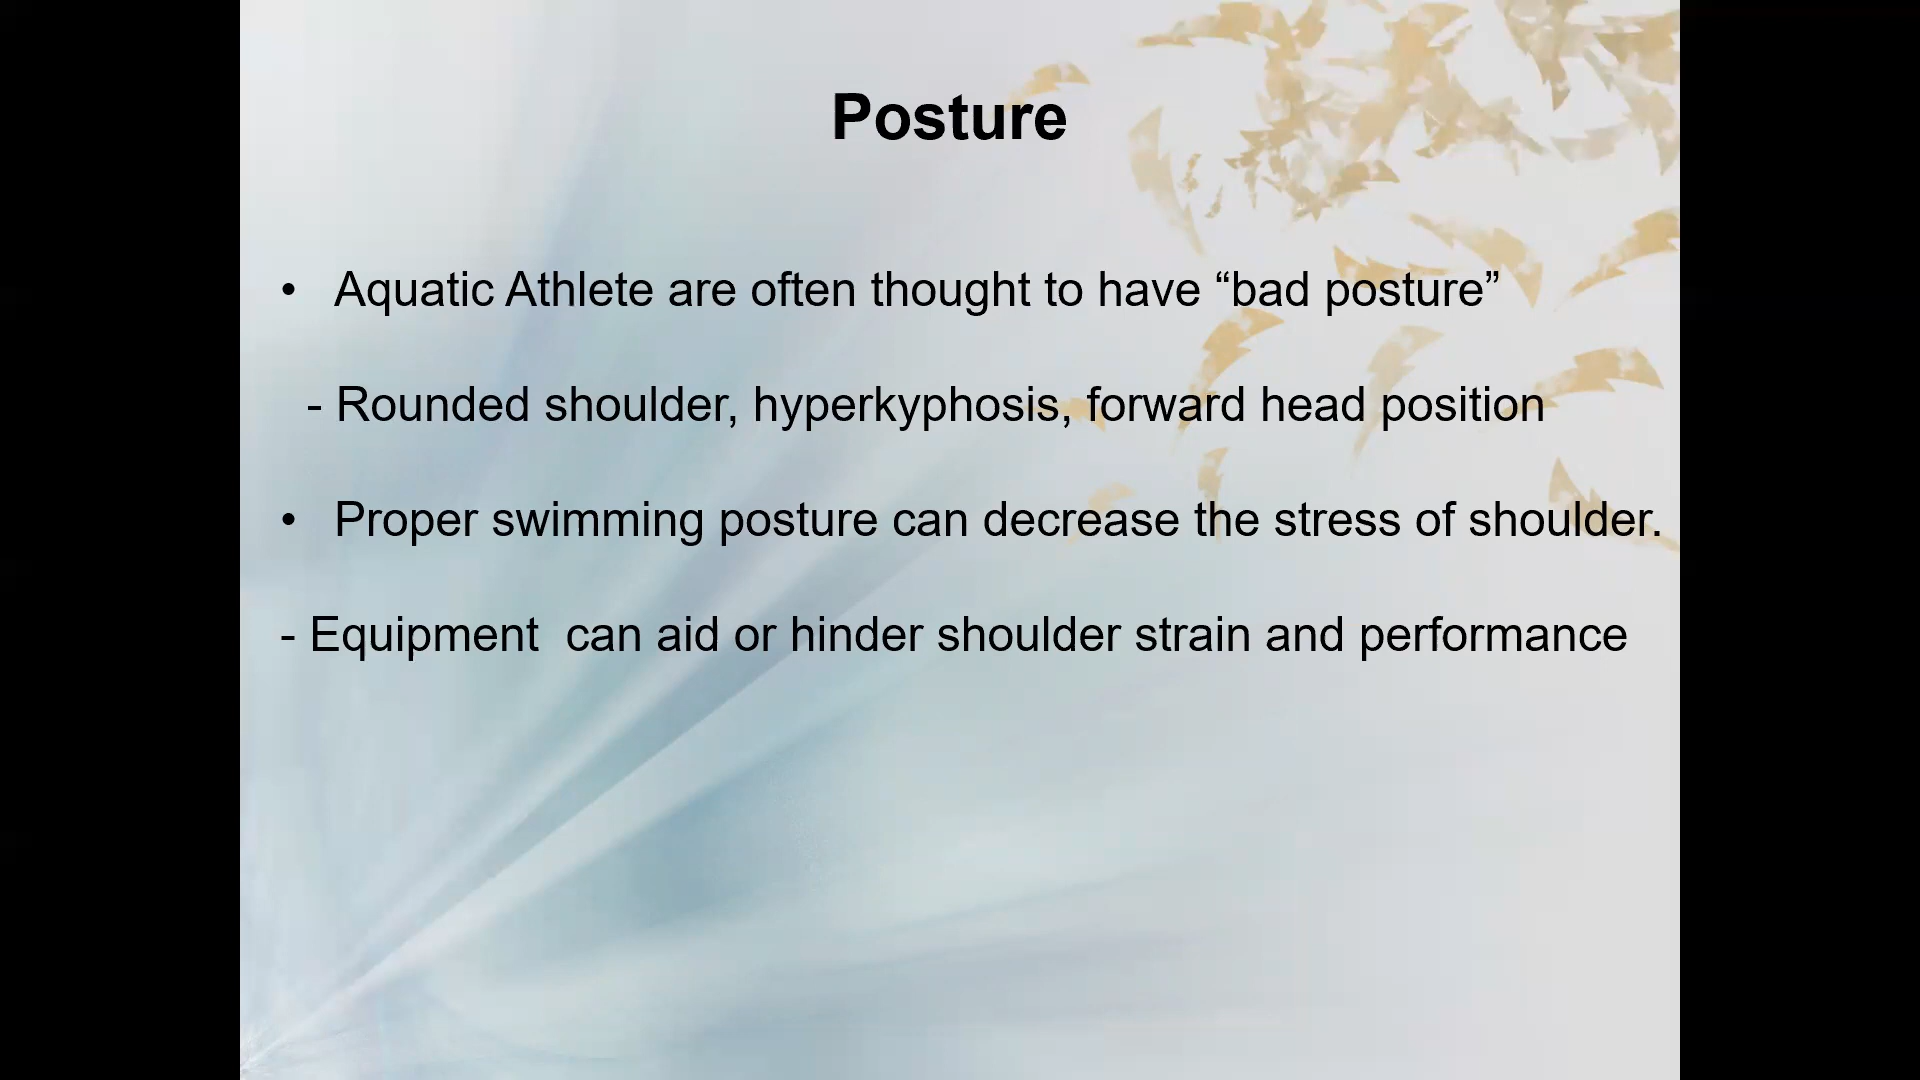 Posture
• Aquatic Athlete are often thought to have “bad posture”
- Rounded shoulder, hyperkyphosis, forward head position
• Proper swimming posture can decrease the stress of shoulder.
- Equipment  can aid or hinder shoulder strain and performance